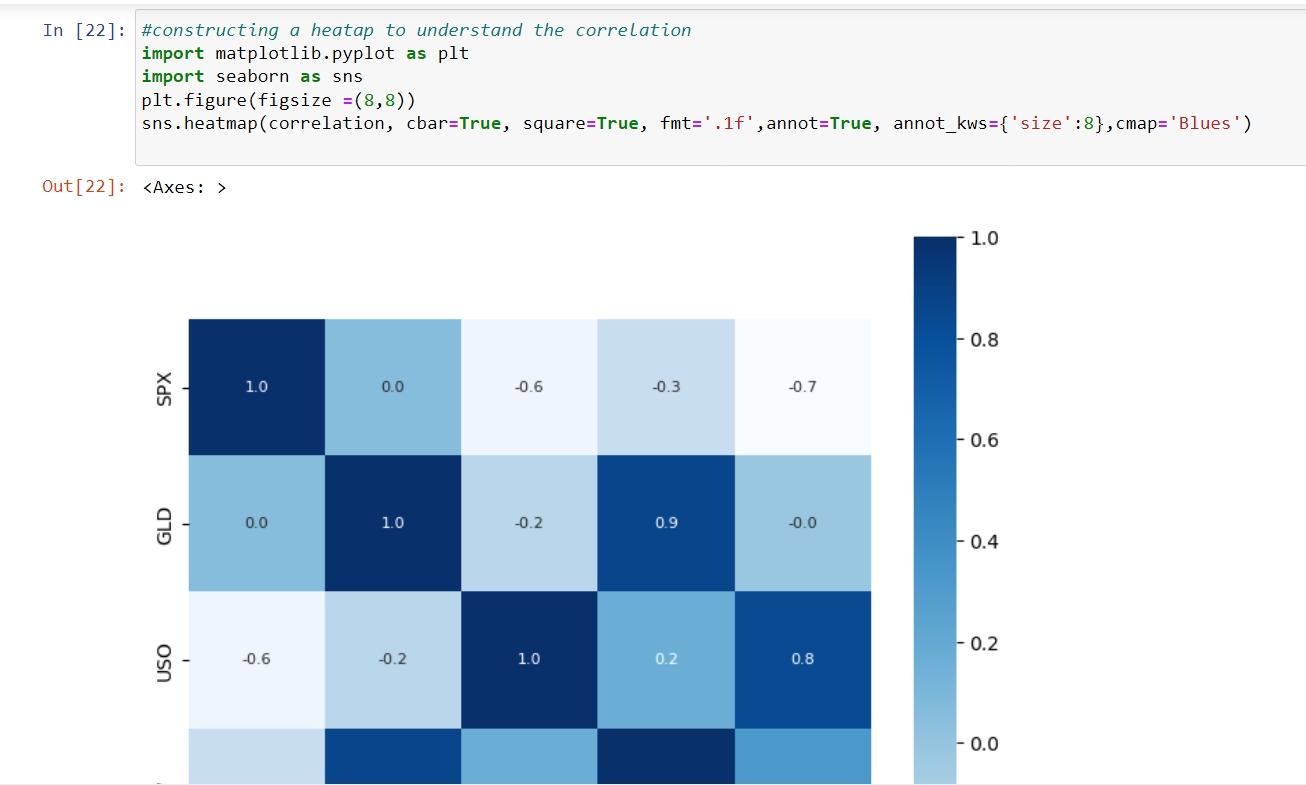 In [22]: #constructing a heatap to understand the correlation
import matplotlib.pyplot as plt
import seaborn as sns
plt.figure(figsize =(8,8))
sns.heatmap(correlation, cbar=True, square=True, fmt='.1f',annot=True, annot_kws={'size':8},cmap='Blues')
Out[22]: <Axes: >
SPX 1.0 0.0 -0.6 -0.3 -0.7
GLD 0.0 1.0 -0.2 0.9 -0.0
USO -0.6 -0.2 1.0 0.2 0.8
1.0
0.8
0.6
0.4
0.2
0.0